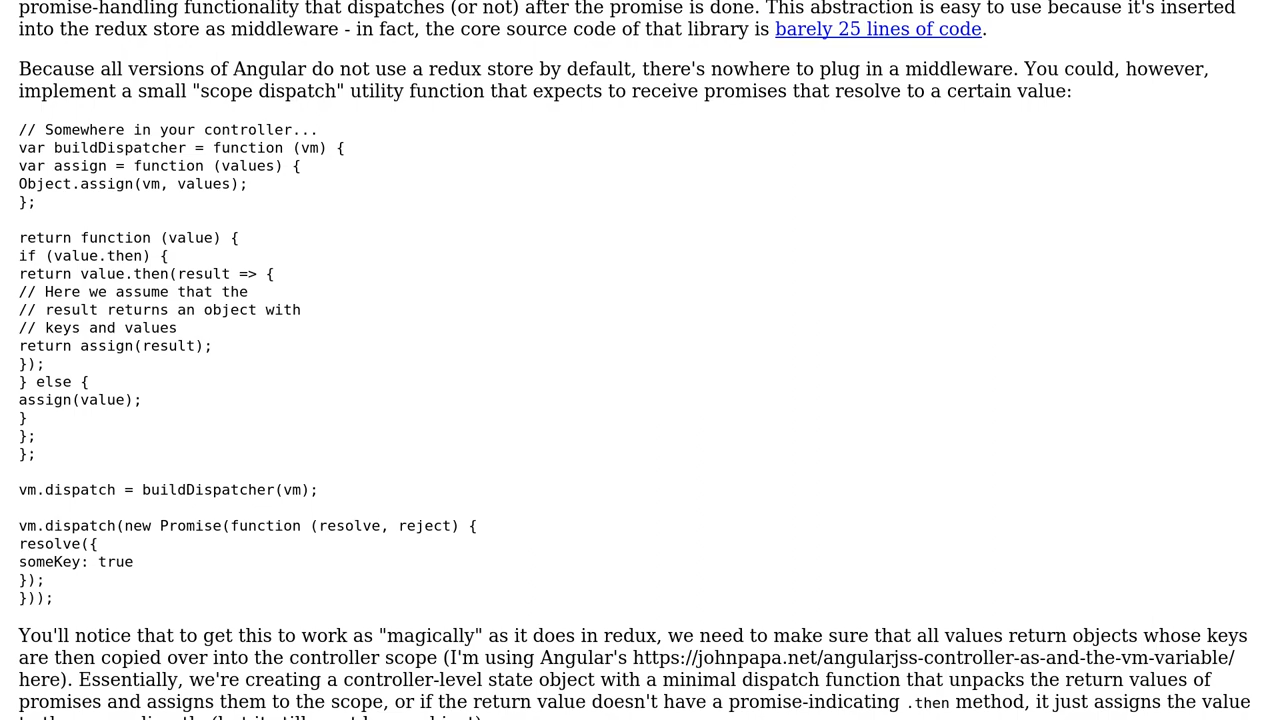 promise-handling functionality that dispatches (or not) after the promise is done. This abstraction is easy to use because it's inserted
into the redux store as middleware - in fact, the core source code of that library is barely 25 lines of code.
Because all versions of Angular do not use a redux store by default, there's nowhere to plug in a middleware. You could, however,
implement a small "scope dispatch" utility function that expects to receive promises that resolve to a certain value:
// Somewhere in your controller...
var buildDispatcher = function (vm) {
var assign = function (values) {
Object.assign(vm, values);
};
return function (value) {
if (value.then) {
return value.then(result => {
// Here we assume that the
// result returns an object with
// keys and values
return assign(result);
});
} else {
assign(value);
}
};
};
vm.dispatch = buildDispatcher(vm);
vm.dispatch(new Promise(function (resolve, reject) {
resolve({
someKey: true
});
}));
You'll notice that to get this to work as "magically" as it does in redux, we need to make sure that all values return objects whose keys
are then copied over into the controller scope (I'm using Angular's https://johnpapa.net/angularjss-controller-as-and-the-vm-variable/
here). Essentially, we're creating a controller-level state object with a minimal dispatch function that unpacks the return values of
promises and assigns them to the scope, or if the return value doesn't have a promise-indicating .then method, it just assigns the value